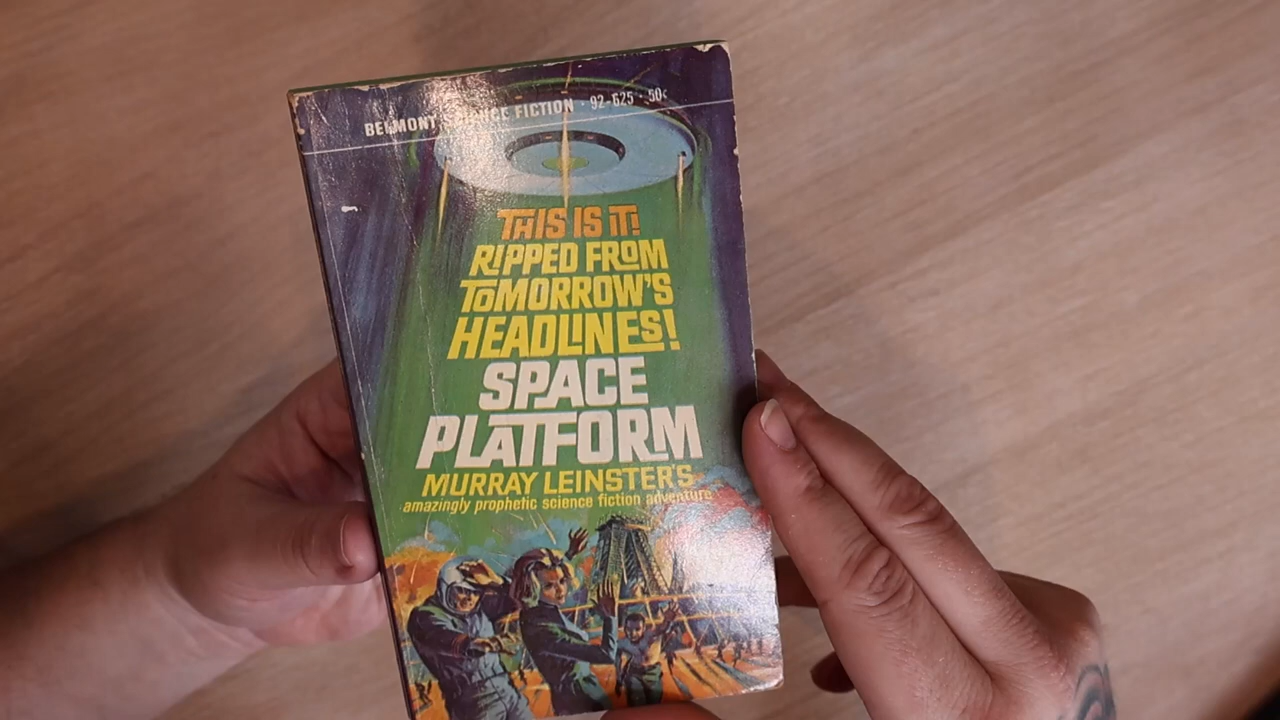 BELMONT SCIENCE FICTION · 92-625 · 50¢
THIS IS IT!
RIPPED FROM
TOMORROW'S
HEADLINES!
SPACE
PLATFORM
MURRAY LEINSTER'S
amazingly prophetic science fiction adventure